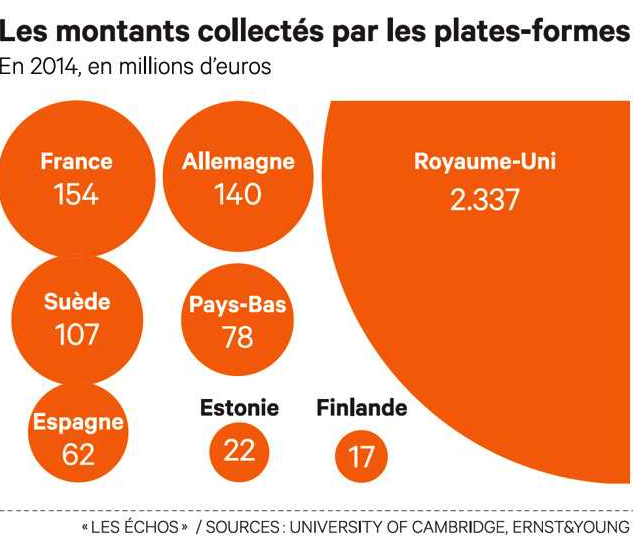 Les montants collectés par les plates-formes
En 2014, en millions d'euros
France
154
Allemagne
140
Royaume-Uni
2.337
Suède
107
Pays-Bas
78
Espagne
62
Estonie
22
Finlande
17
« LES ÉCHOS » / SOURCES : UNIVERSITY OF CAMBRIDGE, ERNST&YOUNG